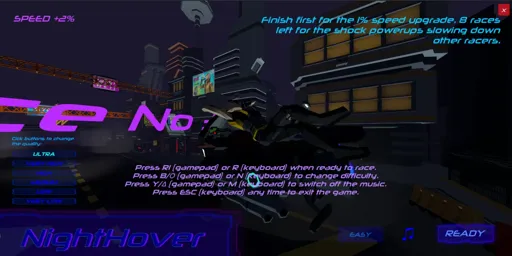 SPEED +2%
Finish first for the 1% speed upgrade. 8 races
left for the shock powerups slowing down
other racers.
ce No
Click buttons to change
the quality.
ULTRA
Press R1 (gamepad) or R (keyboard) when ready to race.
Press B/O (gamepad) or N (keyboard) to change difficulty.
Press Y/Δ (gamepad) or M (keyboard) to switch off the music.
Press ESC (keyboard) any time to exit the game.
NightHover
EASY
READY